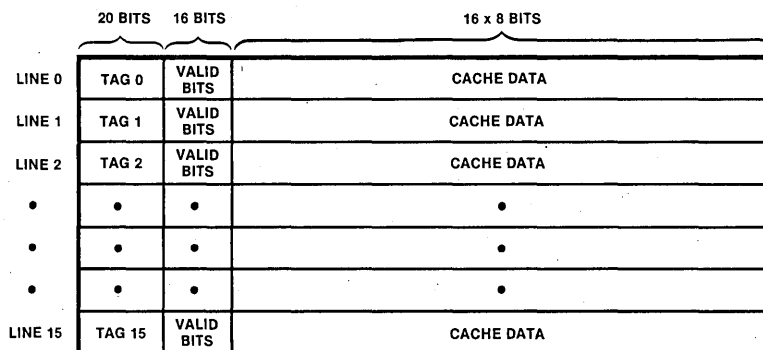 20 BITS 16 BITS 16 x 8 BITS
LINE 0 TAG 0 VALID BITS CACHE DATA
LINE 1 TAG 1 VALID BITS CACHE DATA
LINE 2 TAG 2 VALID BITS CACHE DATA
• • • •
• • • •
• • • •
LINE 15 TAG 15 VALID BITS CACHE DATA